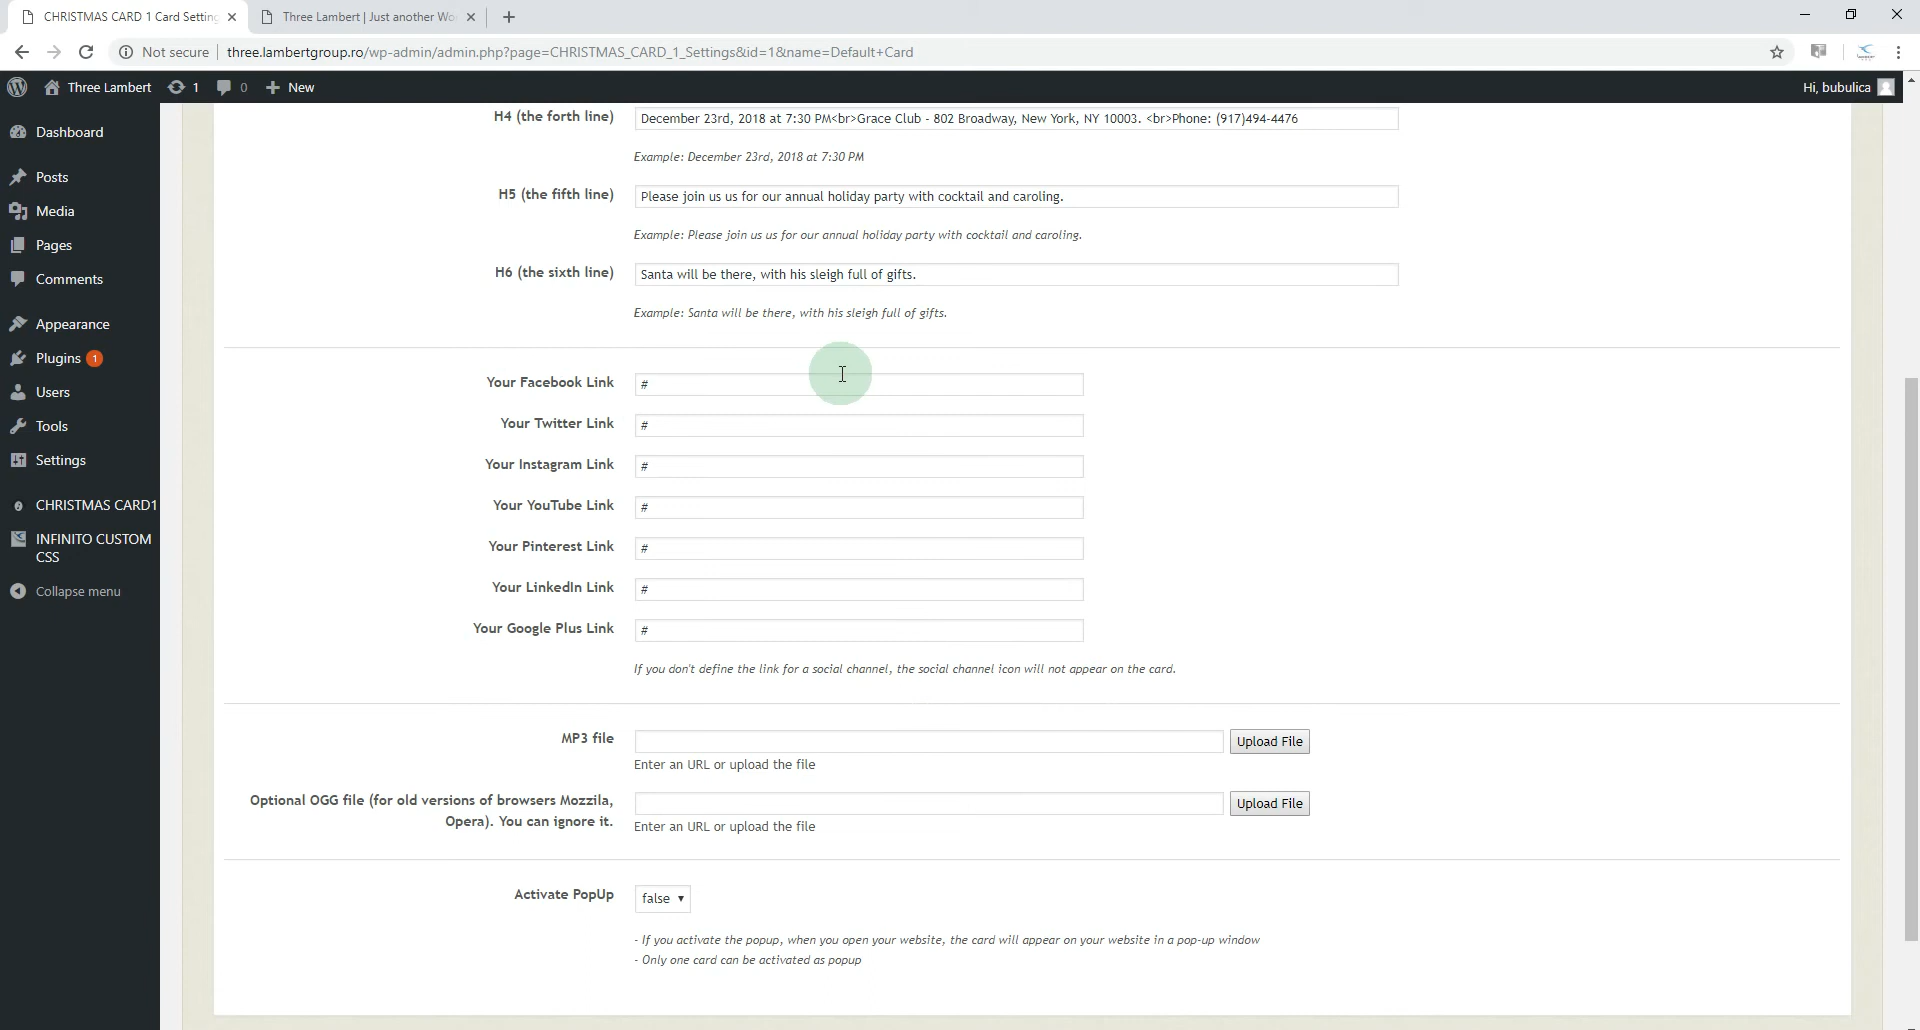 CHRISTMAS CARD 1 Card Setting
Three Lambert | Just another Wo
Not secure
three.lambertgroup.ro/wp-admin/admin.php?page=CHRISTMAS_CARD_1_Settings&id=1&name=Default+Card
Three Lambert
1
0
New
Hi, bubulica
Dashboard
Posts
Media
Pages
Comments
Appearance
Plugins 1
Users
Tools
Settings
CHRISTMAS CARD1
INFINITO CUSTOM
CSS
Collapse menu
H4 (the forth line)
December 23rd, 2018 at 7:30 PM<br>Grace Club - 802 Broadway, New York, NY 10003. <br>Phone: (917)494-4476
Example: December 23rd, 2018 at 7:30 PM
H5 (the fifth line)
Please join us us for our annual holiday party with cocktail and caroling.
Example: Please join us us for our annual holiday party with cocktail and caroling.
H6 (the sixth line)
Santa will be there, with his sleigh full of gifts.
Example: Santa will be there, with his sleigh full of gifts.
Your Facebook Link
#
Your Twitter Link
#
Your Instagram Link
#
Your YouTube Link
#
Your Pinterest Link
#
Your LinkedIn Link
#
Your Google Plus Link
#
If you don't define the link for a social channel, the social channel icon will not appear on the card.
MP3 file
Upload File
Enter an URL or upload the file
Optional OGG file (for old versions of browsers Mozzila,
Opera). You can ignore it.
Upload File
Enter an URL or upload the file
Activate PopUp
false
- If you activate the popup, when you open your website, the card will appear on your website in a pop-up window
- Only one card can be activated as popup